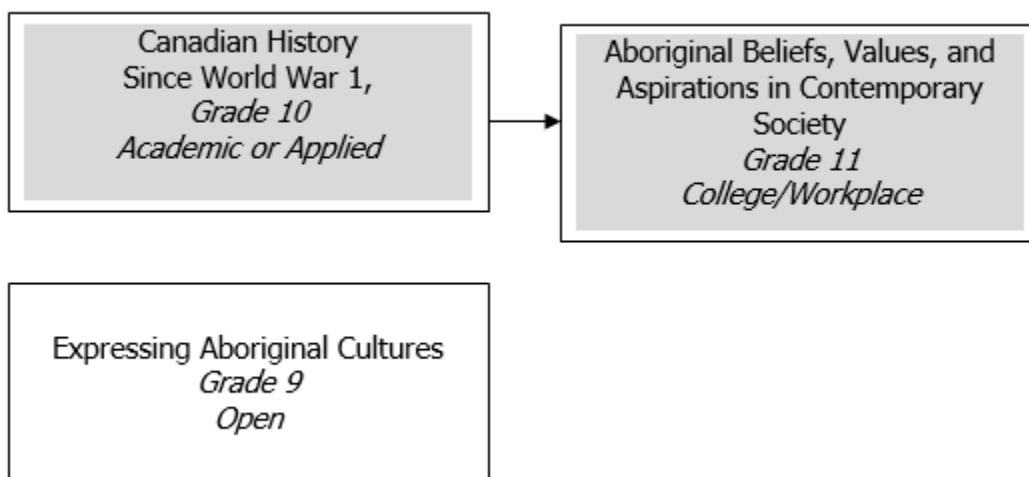 Canadian History
Since World War 1,
Grade 10
Academic or Applied
Aboriginal Beliefs, Values, and
Aspirations in Contemporary
Society
Grade 11
College/Workplace
Expressing Aboriginal Cultures
Grade 9
Open